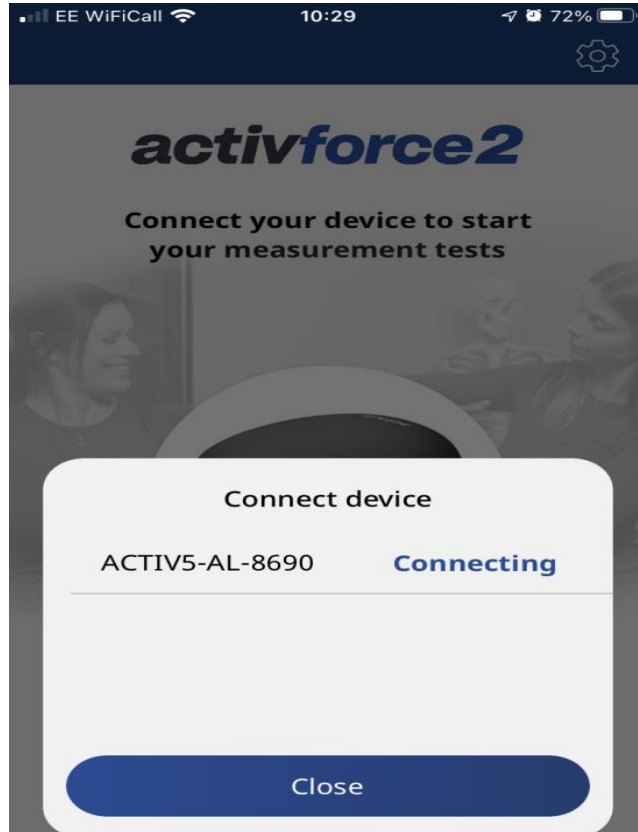 EE WiFiCall 10:29 72%
activforce2
Connect your device to start
your measurement tests
Connect device
ACTIV5-AL-8690 Connecting
Close